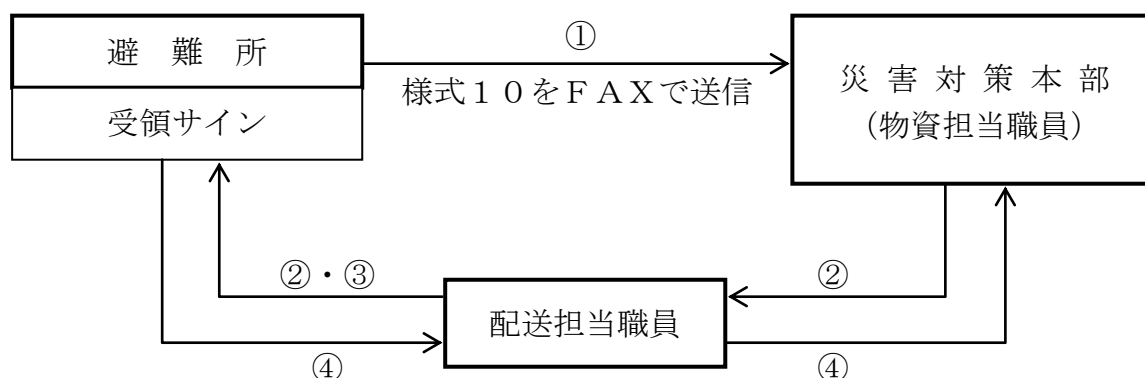 避　難　所
受領サイン
①
様式１０をＦＡＸで送信
災 害 対 策 本 部
（物資担当職員）
②・③
②
配送担当職員
④
④